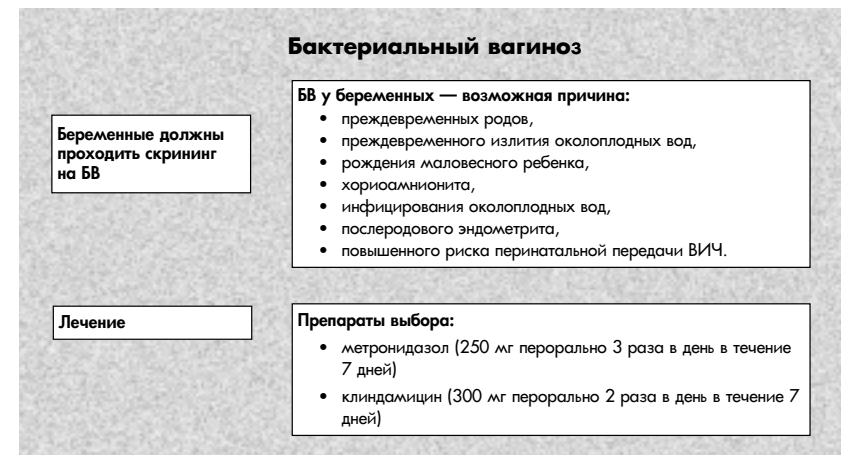 Бактериальный вагиноз
Беременные должны
проходить скрининг
на БВ
БВ у беременных — возможная причина:
• преждевременных родов,
• преждевременного излития околоплодных вод,
• рождения маловесного ребенка,
• хориоамнионита,
• инфицирования околоплодных вод,
• послеродового эндометрита,
• повышенного риска перинатальной передачи ВИЧ.
Лечение
Препараты выбора:
• метронидазол (250 мг перорально 3 раза в день в течение
7 дней)
• клиндамицин (300 мг перорально 2 раза в день в течение 7
дней)